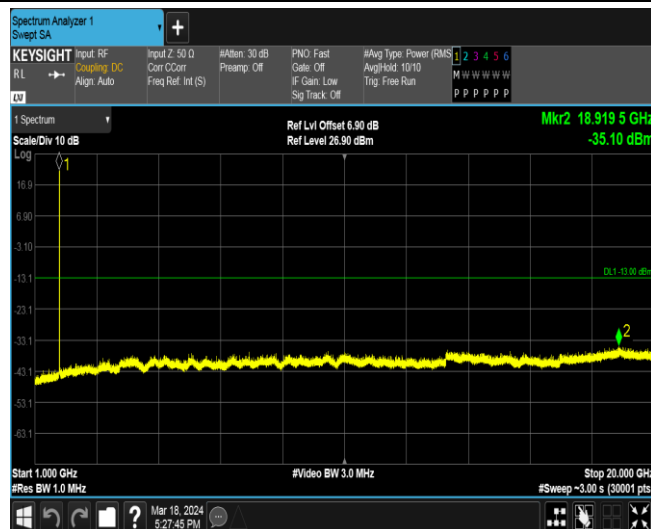 Spectrum Analyzer 1
Swept SA
+
KEYSIGHT
RL
LXI
Input: RF
Coupling: DC
Align: Auto
Input Z: 50 Ω
Corr CCorr
Freq Ref: Int (S)
#Atten: 30 dB
Preamp: Off
PNO: Fast
Gate: Off
IF Gain: Low
Sig Track: Off
#Avg Type: Power (RMS
Avg|Hold: 10/10
Trig: Free Run
1 2 3 4 5 6
M W W W W W
P P P P P P
1 Spectrum
Scale/Div 10 dB
Log
Ref Lvl Offset 6.90 dB
Ref Level 26.90 dBm
Mkr2 18.919 5 GHz
-35.10 dBm
1
16.9
6.90
-3.10
-13.1
DL1 -13.00 dBm
-23.1
-33.1
2
-43.1
-53.1
-63.1
Start 1.000 GHz
#Video BW 3.0 MHz
Stop 20.000 GHz
#Res BW 1.0 MHz
#Sweep ~3.00 s (30001 pts
?
Mar 18, 2024
5:27:45 PM